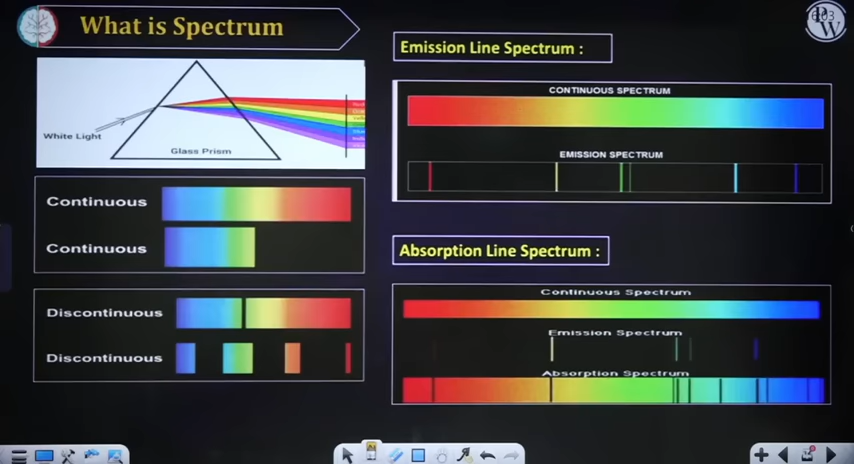 What is Spectrum
White Light
Glass Prism
Continuous
Continuous
Discontinuous
Discontinuous
Emission Line Spectrum :
CONTINUOUS SPECTRUM
EMISSION SPECTRUM
Absorption Line Spectrum :
Continuous Spectrum
Emission Spectrum
Absorption Spectrum
P
W